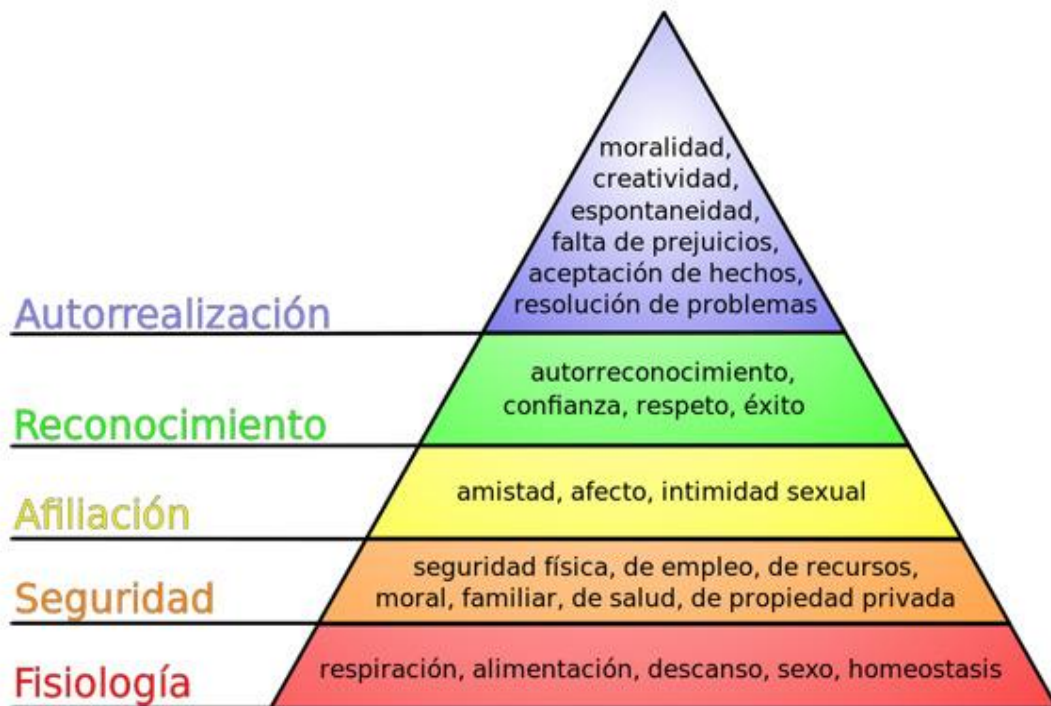 moralidad,
creatividad,
espontaneidad,
falta de prejuicios,
aceptación de hechos,
resolución de problemas
Autorrealización
autorreconocimiento,
confianza, respeto, éxito
Reconocimiento
amistad, afecto, intimidad sexual
Afiliación
seguridad física, de empleo, de recursos,
moral, familiar, de salud, de propiedad privada
Seguridad
respiración, alimentación, descanso, sexo, homeostasis
Fisiología